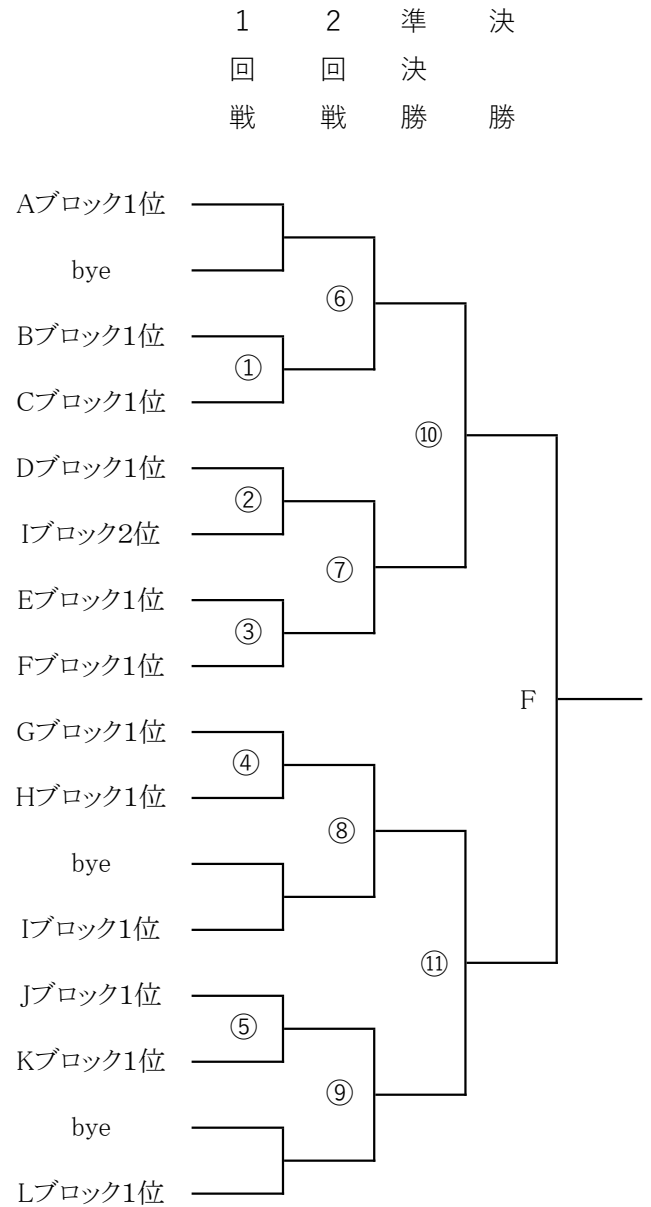 1回戦
2回戦
準決勝
決勝
Aブロック1位
bye
⑥
Bブロック1位
①
Cブロック1位
⑩
Dブロック1位
②
Iブロック2位
⑦
Eブロック1位
③
Fブロック1位
F
Gブロック1位
④
Hブロック1位
⑧
bye
Iブロック1位
⑪
Jブロック1位
⑤
Kブロック1位
⑨
bye
Lブロック1位